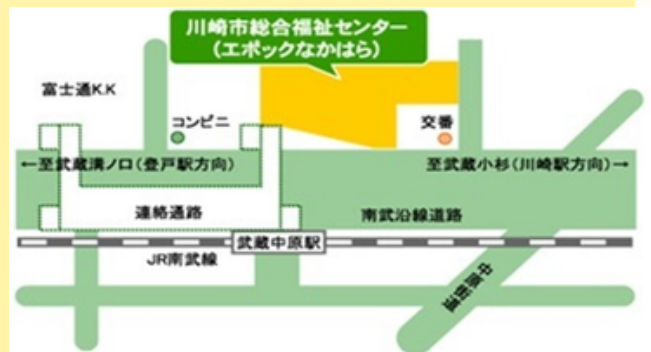 川崎市総合福祉センター
(エポックなかはら)
富士通K.K
コンビニ
交番
←至武蔵溝ノ口(登戸駅方向)
至武蔵小杉(川崎駅方向)→
連絡通路
南武沿線道路
武蔵中原駅
JR南武線
中原街道